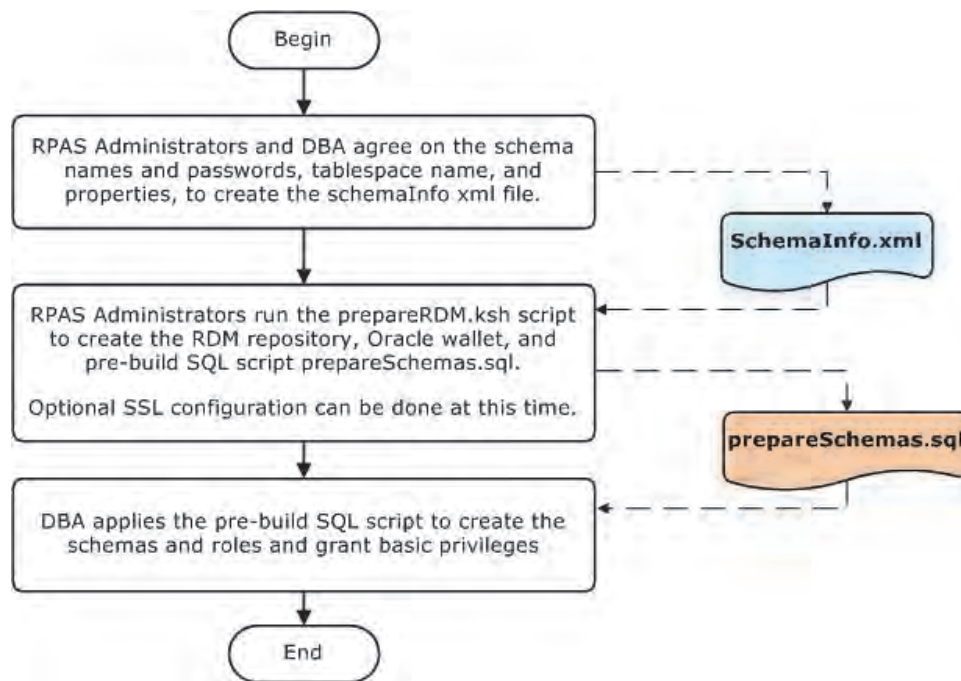 Begin
RPAS Administrators and DBA agree on the schema
names and passwords, tablespace name, and
properties, to create the schemaInfo xml file.
SchemaInfo.xml
RPAS Administrators run the prepareRDM.ksh script
to create the RDM repository, Oracle wallet, and
pre-build SQL script prepareSchemas.sql.
Optional SSL configuration can be done at this time.
prepareSchemas.sql
DBA applies the pre-build SQL script to create the
schemas and roles and grant basic privileges
End